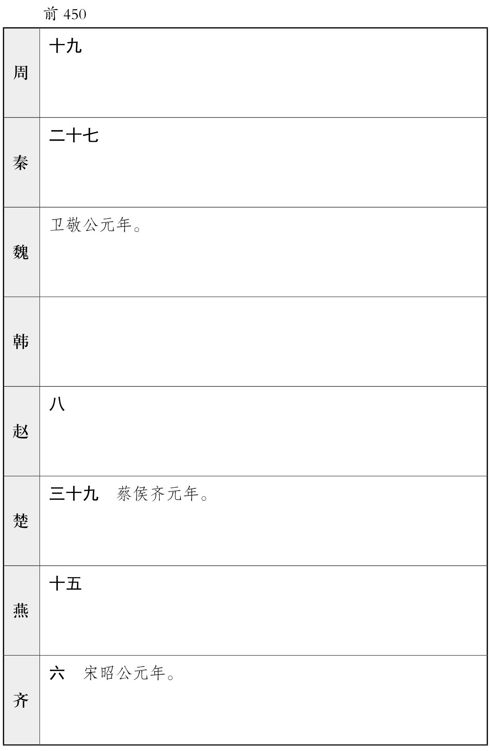 前 450
周
十九
秦
二十七
魏
卫敬公元年。
韩
赵
八
楚
三十九　蔡侯齐元年。
燕
十五
齐
六　宋昭公元年。